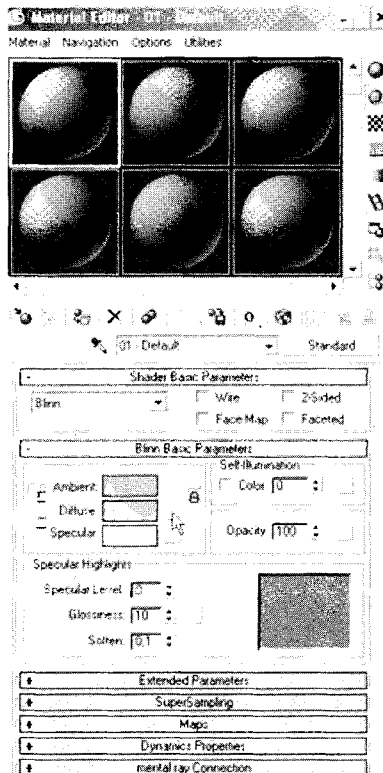 Material Editor - 01 - Default
Material Navigation Options Utilities
01 - Default Standard
Shader Basic Parameters
Blinn Wire 2-Sided
Face Map Faceted
Blinn Basic Parameters
Self-Illumination
Ambient: Color 0
Diffuse:
Specular: Opacity: 100
Specular Highlights
Specular Level: 0
Glossiness: 10
Soften: 0,1
Extended Parameters
SuperSampling
Maps
Dynamics Properties
mental ray Connection